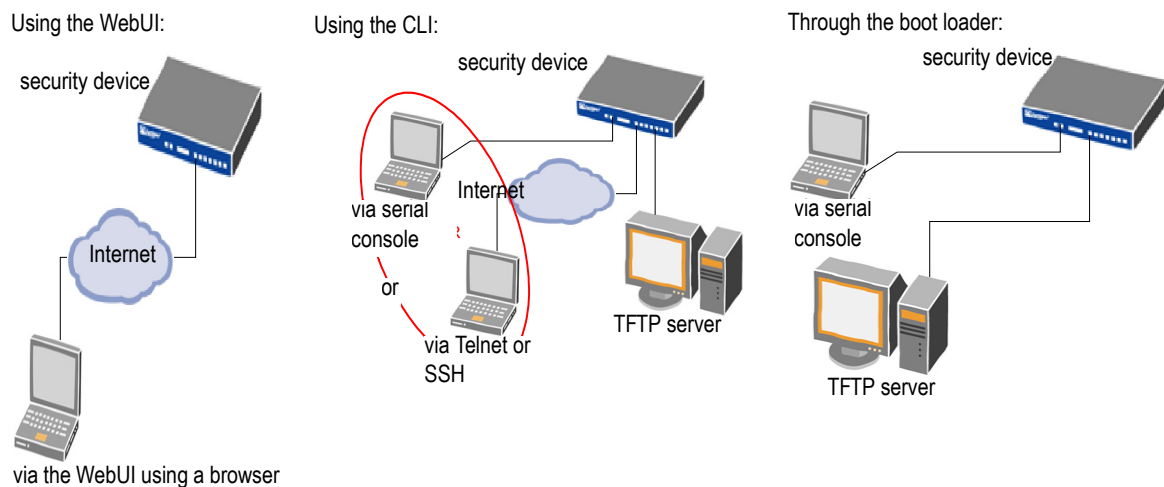 Using the WebUI:
security device
Internet
via the WebUI using a browser
Using the CLI:
security device
Internet
via serial
console
&
or
via Telnet or
SSH
TFTP server
Through the boot loader:
security device
via serial
console
TFTP server